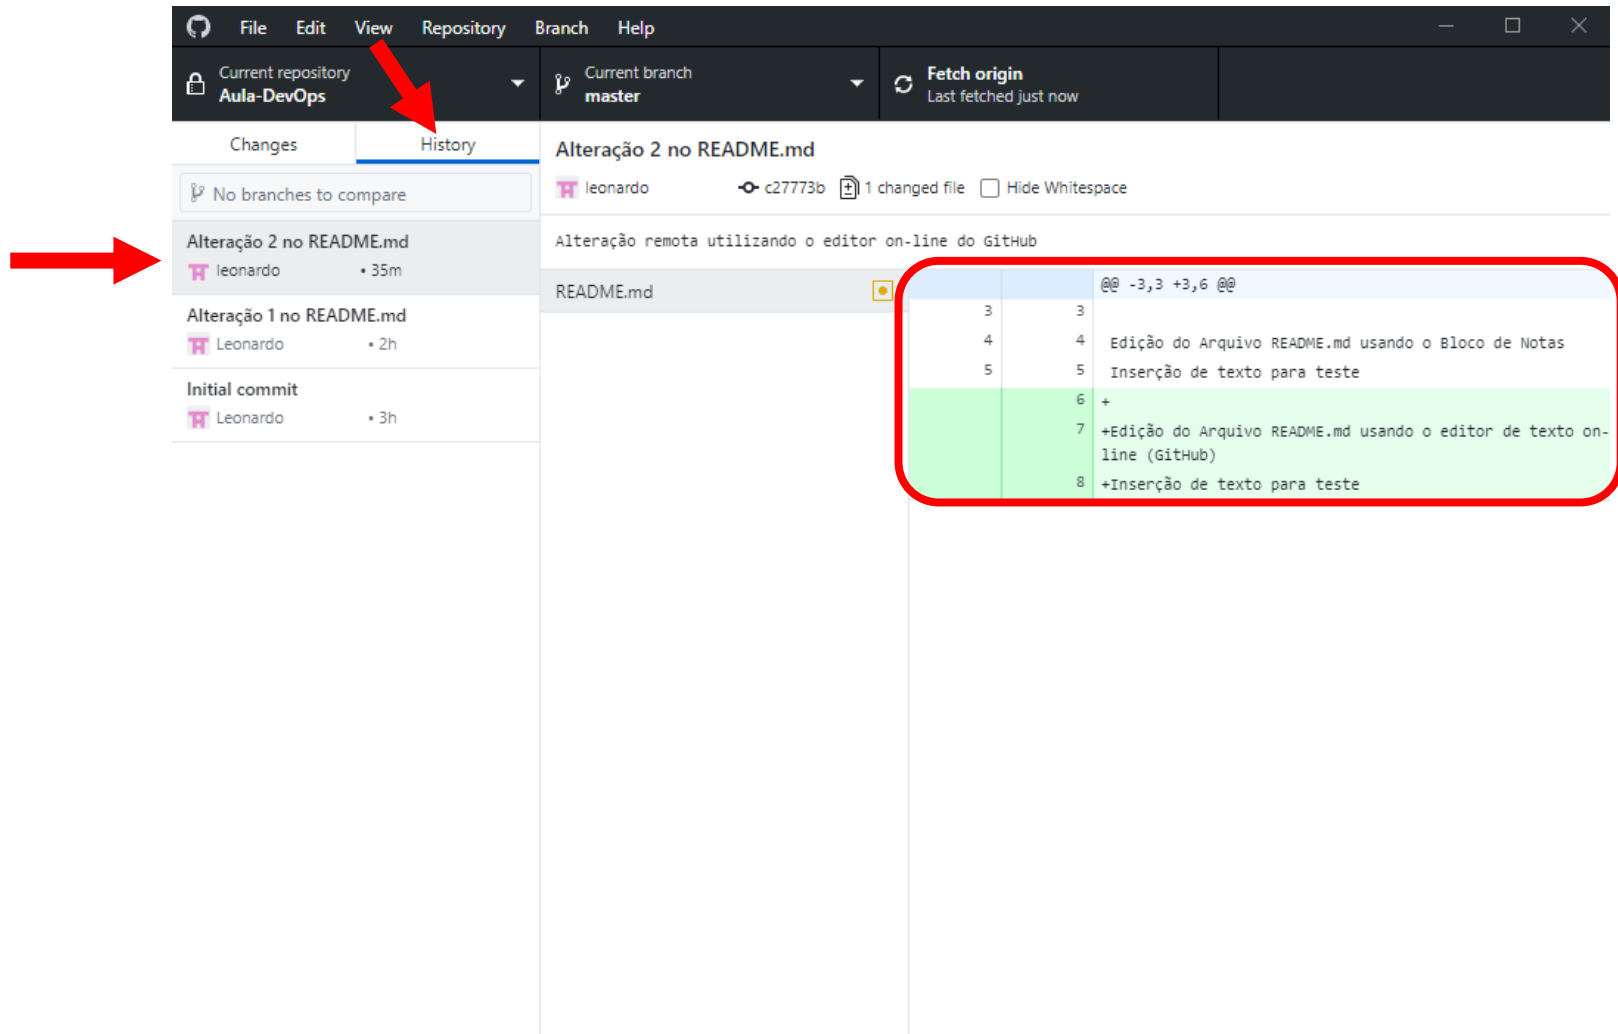 File Edit View Repository Branch Help
Current repository
Aula-DevOps
Current branch
master
Fetch origin
Last fetched just now
Changes
History
No branches to compare
Alteração 2 no README.md
leonardo • 35m
Alteração 1 no README.md
Leonardo • 2h
Initial commit
Leonardo • 3h
Alteração 2 no README.md
leonardo c27773b 1 changed file Hide Whitespace
Alteração remota utilizando o editor on-line do GitHub
README.md
@@ -3,3 +3,6 @@
3 3
4 4 Edição do Arquivo README.md usando o Bloco de Notas
5 5 Inserção de texto para teste
6 +
7 +Edição do Arquivo README.md usando o editor de texto on-
line (GitHub)
8 +Inserção de texto para teste